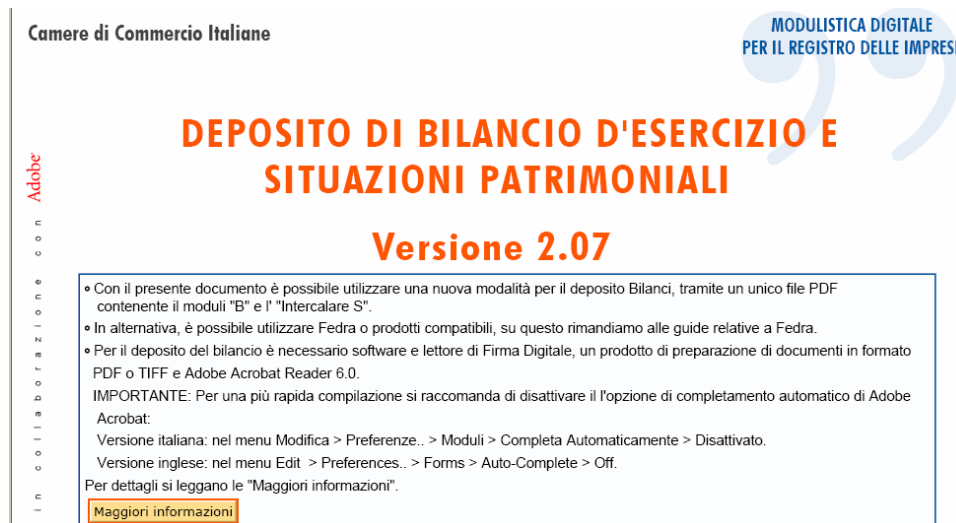 Camere di Commercio Italiane
MODULISTICA DIGITALE
PER IL REGISTRO DELLE IMPRESE
DEPOSITO DI BILANCIO D'ESERCIZIO E
SITUAZIONI PATRIMONIALI
Versione 2.07
in collaborazione con Adobe
Con il presente documento è possibile utilizzare una nuova modalità per il deposito Bilanci, tramite un unico file PDF
contenente il moduli "B" e l' "Intercalare S".
In alternativa, è possibile utilizzare Fedra o prodotti compatibili, su questo rimandiamo alle guide relative a Fedra.
Per il deposito del bilancio è necessario software e lettore di Firma Digitale, un prodotto di preparazione di documenti in formato
PDF o TIFF e Adobe Acrobat Reader 6.0.
IMPORTANTE: Per una più rapida compilazione si raccomanda di disattivare il l'opzione di completamento automatico di Adobe
Acrobat:
Versione italiana: nel menu Modifica > Preferenze.. > Moduli > Completa Automaticamente > Disattivato.
Versione inglese: nel menu Edit > Preferences.. > Forms > Auto-Complete > Off.
Per dettagli si leggano le "Maggiori informazioni".
Maggiori informazioni